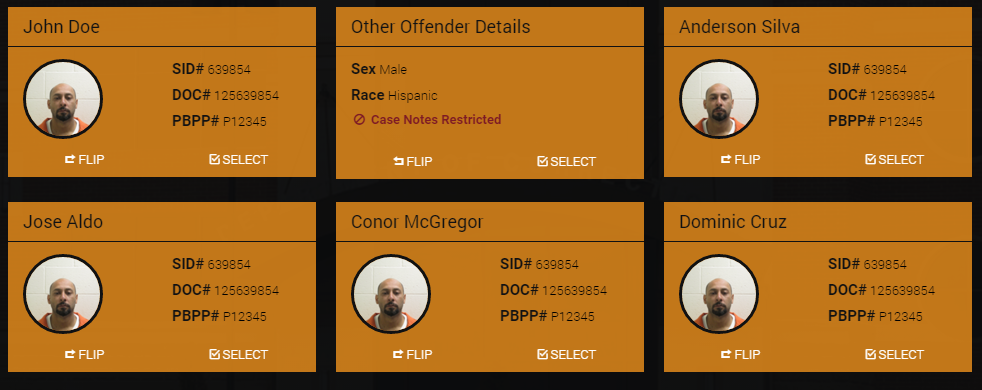 John Doe
SID# 639854
DOC# 125639854
PBPP# P12345
FLIP SELECT
Other Offender Details
Sex Male
Race Hispanic
Case Notes Restricted
FLIP SELECT
Anderson Silva
SID# 639854
DOC# 125639854
PBPP# P12345
FLIP SELECT
Jose Aldo
SID# 639854
DOC# 125639854
PBPP# P12345
FLIP SELECT
Conor McGregor
SID# 639854
DOC# 125639854
PBPP# P12345
FLIP SELECT
Dominic Cruz
SID# 639854
DOC# 125639854
PBPP# P12345
FLIP SELECT